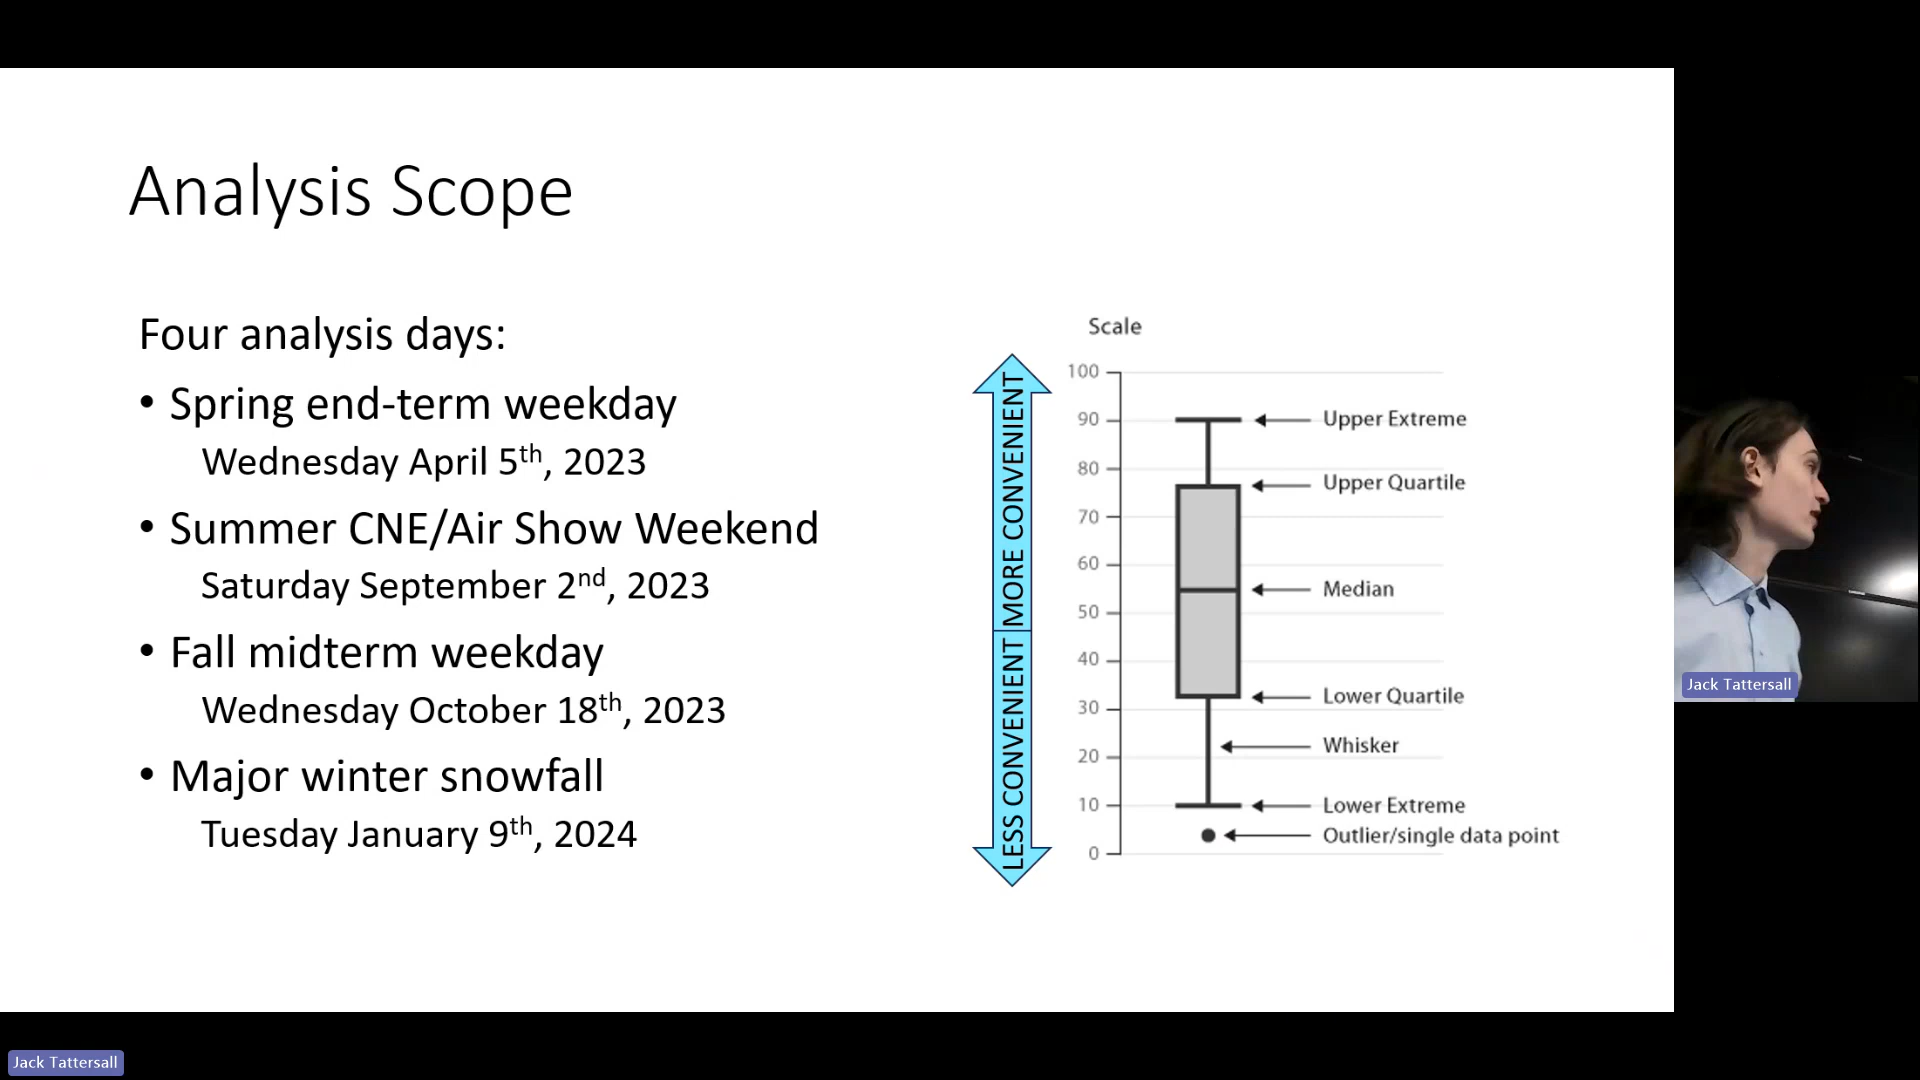 Analysis Scope
Four analysis days:
• Spring end-term weekday
Wednesday April 5th, 2023
• Summer CNE/Air Show Weekend
Saturday September 2nd, 2023
• Fall midterm weekday
Wednesday October 18th, 2023
• Major winter snowfall
Tuesday January 9th, 2024
MORE CONVENIENT
LESS CONVENIENT
Scale
100
90
80
70
60
50
40
30
20
10
0
Upper Extreme
Upper Quartile
Median
Lower Quartile
Whisker
Lower Extreme
Outlier/single data point
Jack Tattersall
Jack Tattersall